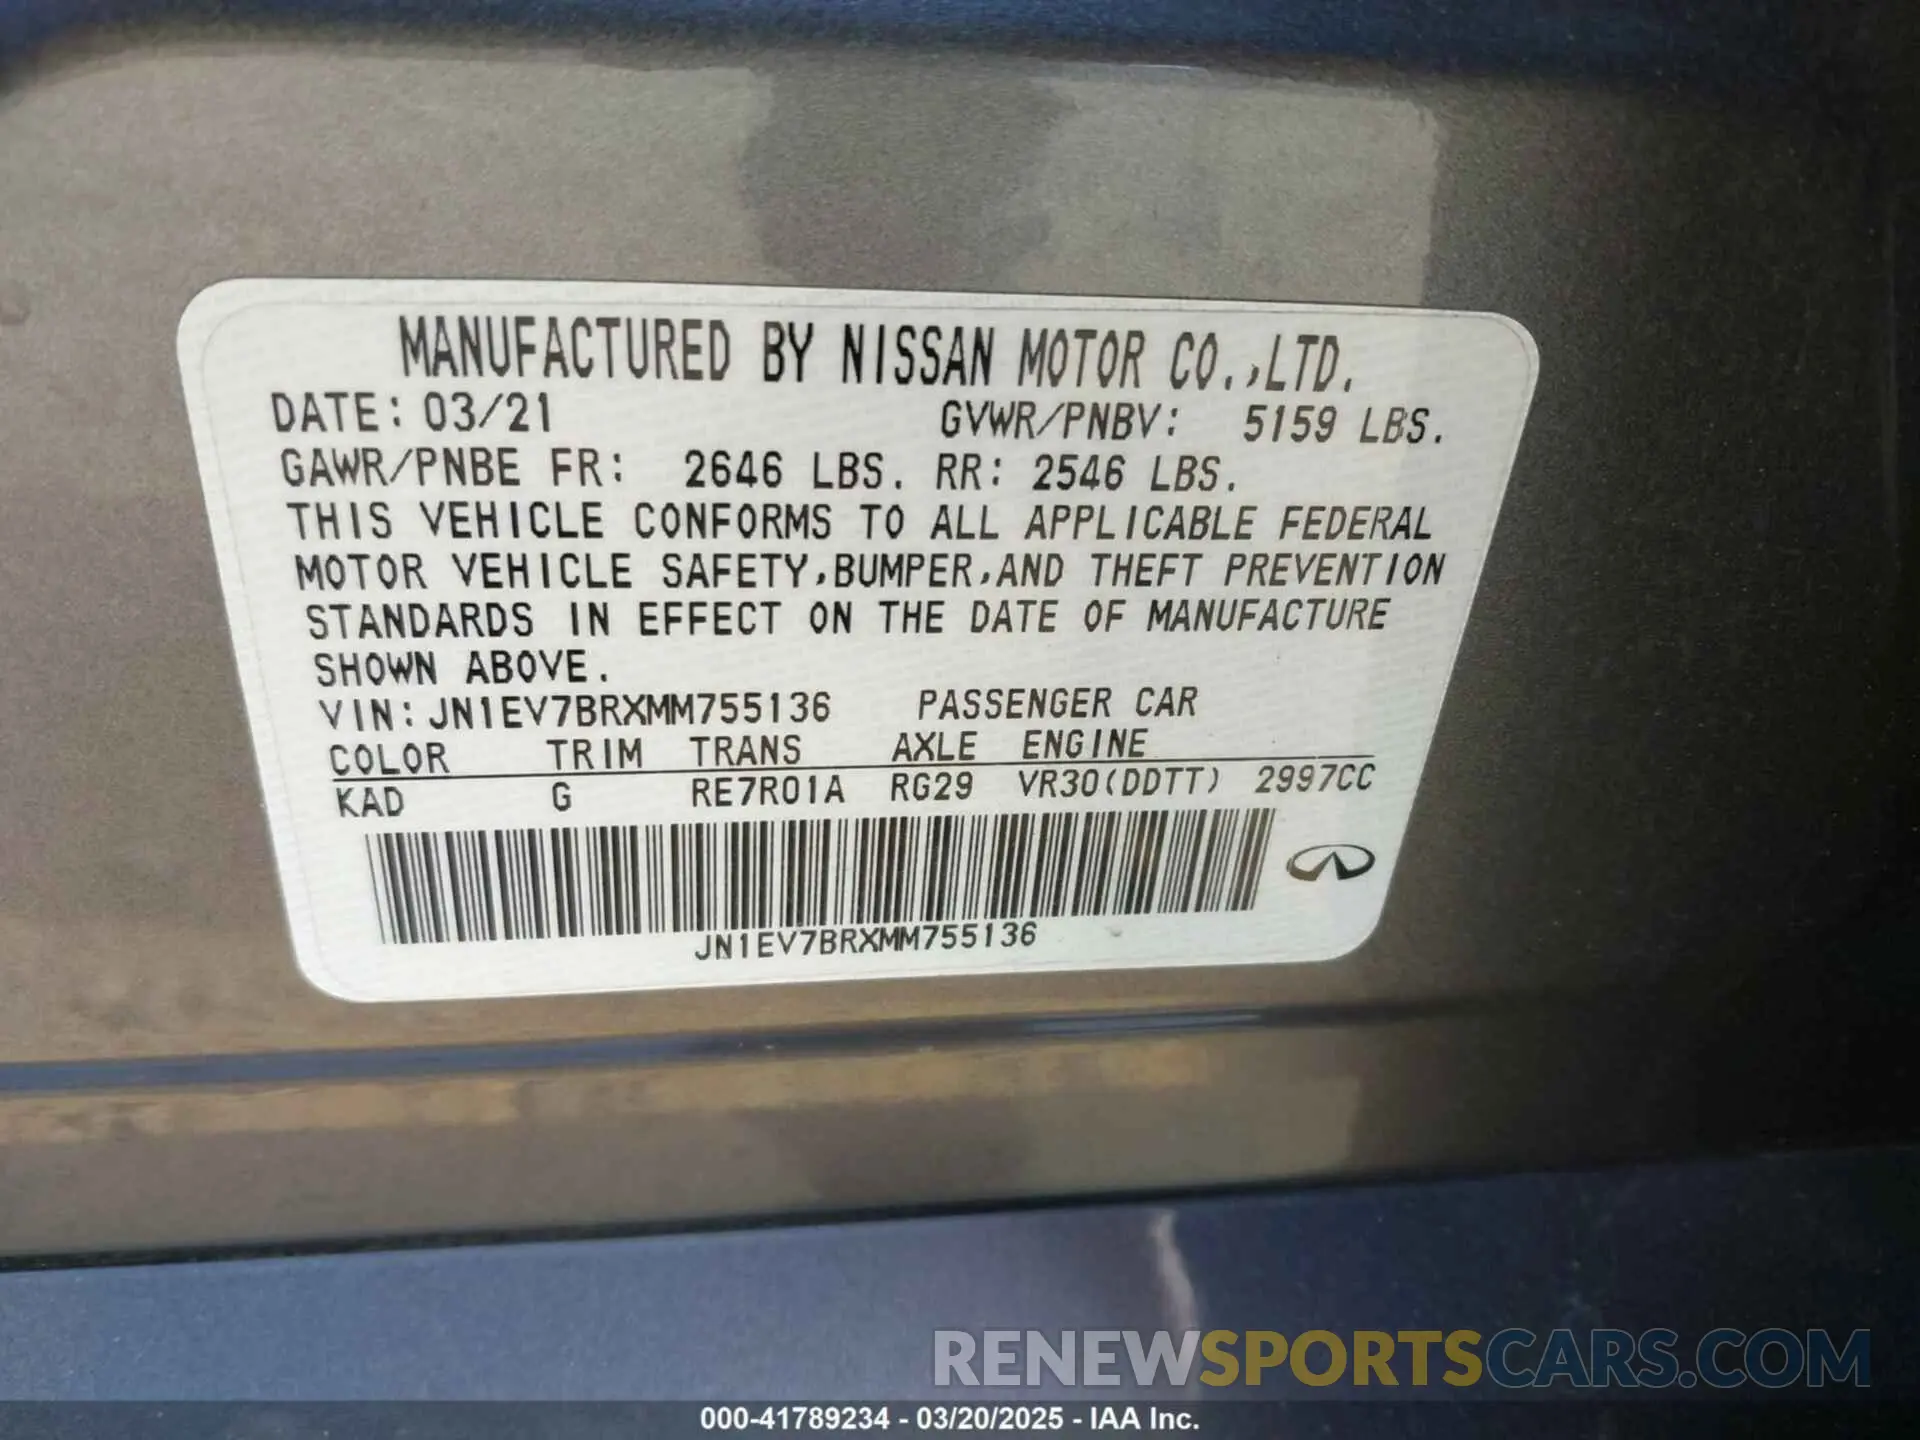 MANUFACTURED BY NISSAN MOTOR CO.,LTD.
DATE: 03/21 GVWR/PNBV: 5159 LBS.
GAWR/PNBE FR: 2646 LBS. RR: 2546 LBS.
THIS VEHICLE CONFORMS TO ALL APPLICABLE FEDERAL
MOTOR VEHICLE SAFETY,BUMPER,AND THEFT PREVENTION
STANDARDS IN EFFECT ON THE DATE OF MANUFACTURE
SHOWN ABOVE.
VIN: JN1EV7BRXMM755136 PASSENGER CAR
COLOR TRIM TRANS AXLE ENGINE
KAD G RE7R01A RG29 VR30(DDTT) 2997CC
JN1EV7BRXMM755136
RENEWSPORTSCARS.COM
000-41789234 - 03/20/2025 - IAA Inc.